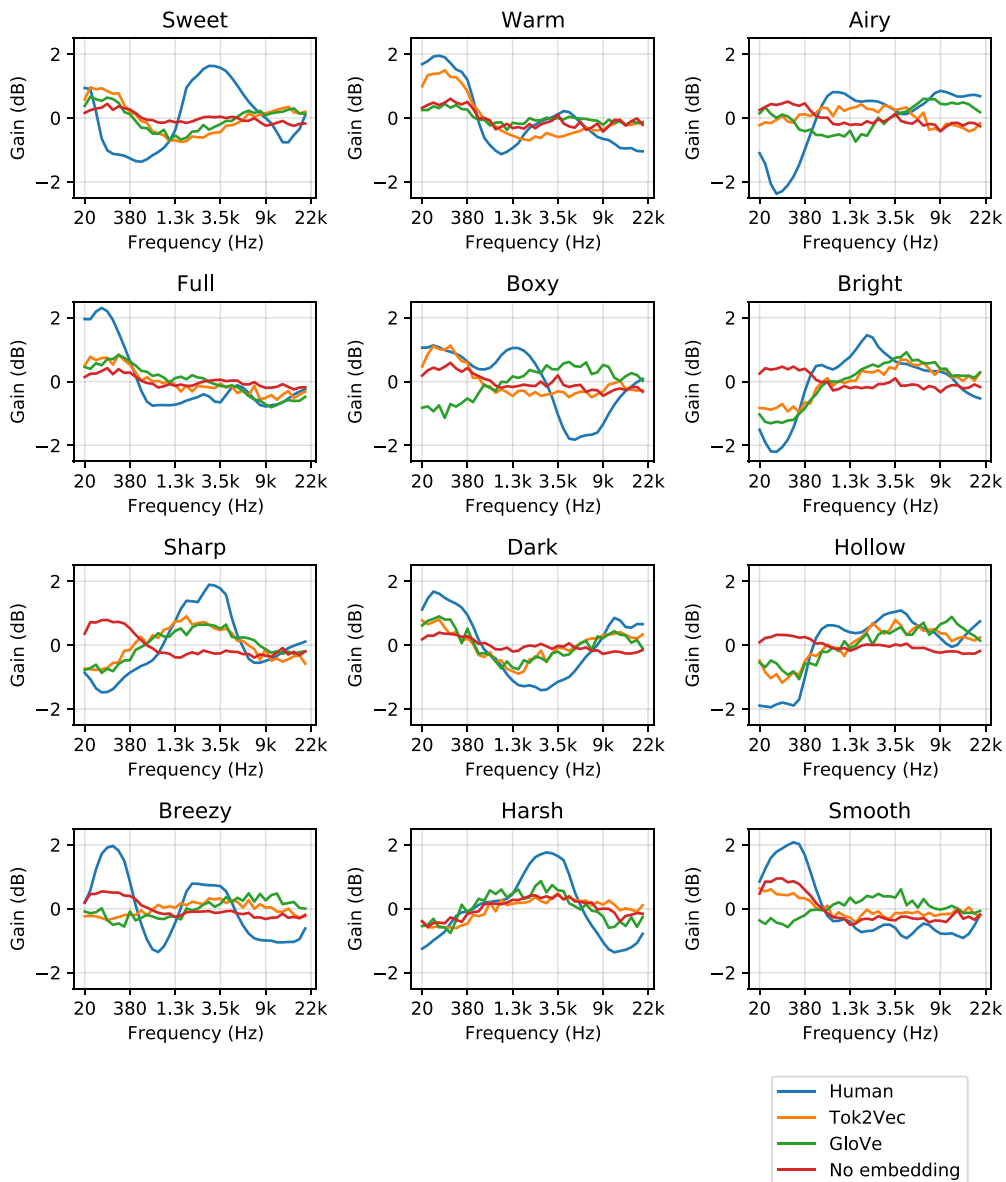 Sweet Warm Airy
2 2 2
0 0 0
−2 −2 −2
Gain (dB) Gain (dB) Gain (dB)
20 380 1.3k 3.5k 9k 22k 20 380 1.3k 3.5k 9k 22k 20 380 1.3k 3.5k 9k 22k
Frequency (Hz) Frequency (Hz) Frequency (Hz)
Full Boxy Bright
2 2 2
0 0 0
−2 −2 −2
Gain (dB) Gain (dB) Gain (dB)
20 380 1.3k 3.5k 9k 22k 20 380 1.3k 3.5k 9k 22k 20 380 1.3k 3.5k 9k 22k
Frequency (Hz) Frequency (Hz) Frequency (Hz)
Sharp Dark Hollow
2 2 2
0 0 0
−2 −2 −2
Gain (dB) Gain (dB) Gain (dB)
20 380 1.3k 3.5k 9k 22k 20 380 1.3k 3.5k 9k 22k 20 380 1.3k 3.5k 9k 22k
Frequency (Hz) Frequency (Hz) Frequency (Hz)
Breezy Harsh Smooth
2 2 2
0 0 0
−2 −2 −2
Gain (dB) Gain (dB) Gain (dB)
20 380 1.3k 3.5k 9k 22k 20 380 1.3k 3.5k 9k 22k 20 380 1.3k 3.5k 9k 22k
Frequency (Hz) Frequency (Hz) Frequency (Hz)
Human
Tok2Vec
GloVe
No embedding